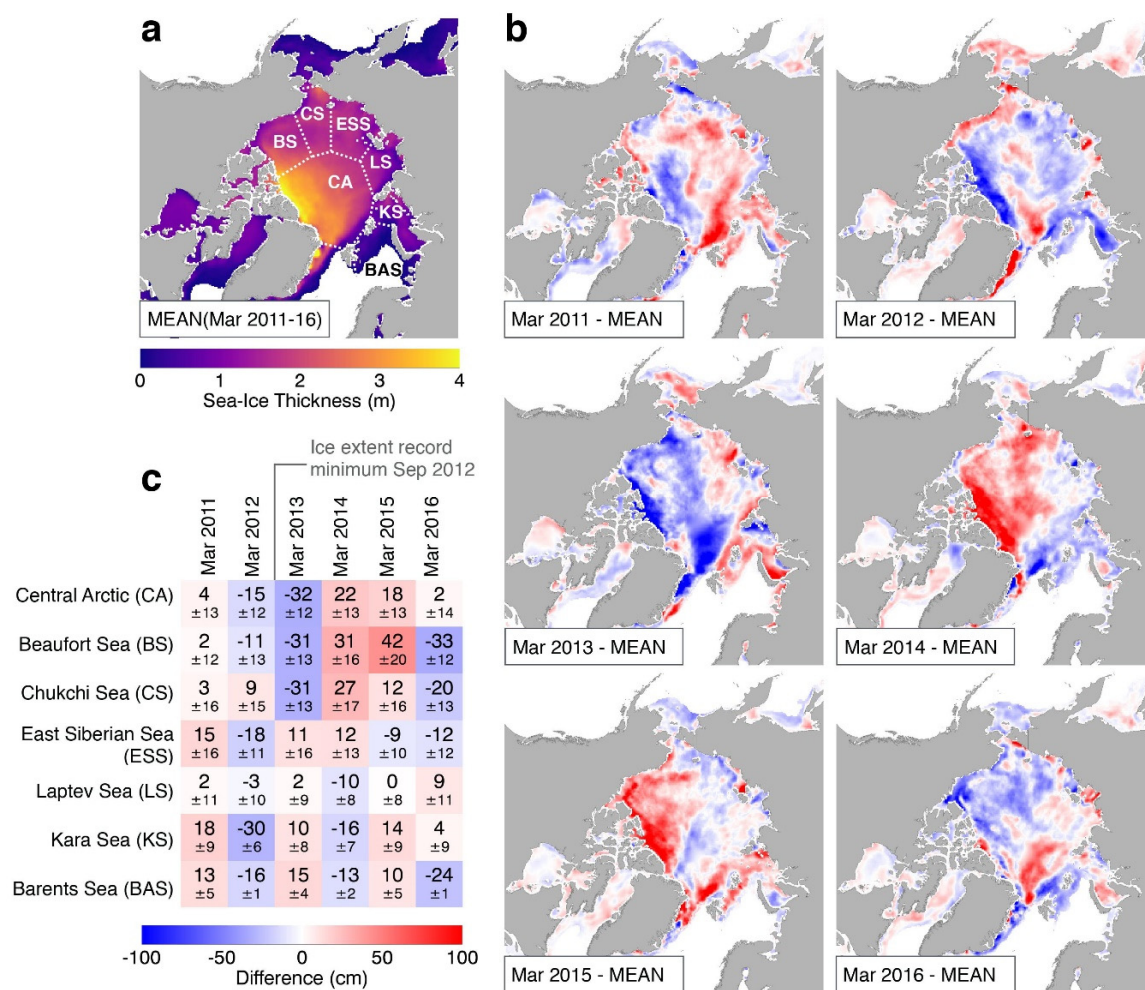 a
CS
ESS
BS
LS
CA
KS
BAS
MEAN(Mar 2011-16)
0 1 2 3 4
Sea-Ice Thickness (m)
b
Mar 2011 - MEAN
Mar 2012 - MEAN
Mar 2013 - MEAN
Mar 2014 - MEAN
Mar 2015 - MEAN
Mar 2016 - MEAN
c
Ice extent record
minimum Sep 2012
Mar 2011 Mar 2012 Mar 2013 Mar 2014 Mar 2015 Mar 2016
Central Arctic (CA) 4 -15 -32 22 18 2
±13 ±12 ±12 ±13 ±13 ±14
Beaufort Sea (BS) 2 -11 -31 31 42 -33
±12 ±13 ±13 ±16 ±20 ±12
Chukchi Sea (CS) 3 9 -31 27 12 -20
±16 ±15 ±13 ±17 ±16 ±13
East Siberian Sea 15 -18 11 12 -9 -12
(ESS) ±16 ±11 ±16 ±13 ±10 ±12
Laptev Sea (LS) 2 -3 2 -10 0 9
±11 ±10 ±9 ±8 ±8 ±11
Kara Sea (KS) 18 -30 10 -16 14 4
±9 ±6 ±8 ±7 ±9 ±9
Barents Sea (BAS) 13 -16 15 -13 10 -24
±5 ±1 ±4 ±2 ±5 ±1
-100 -50 0 50 100
Difference (cm)